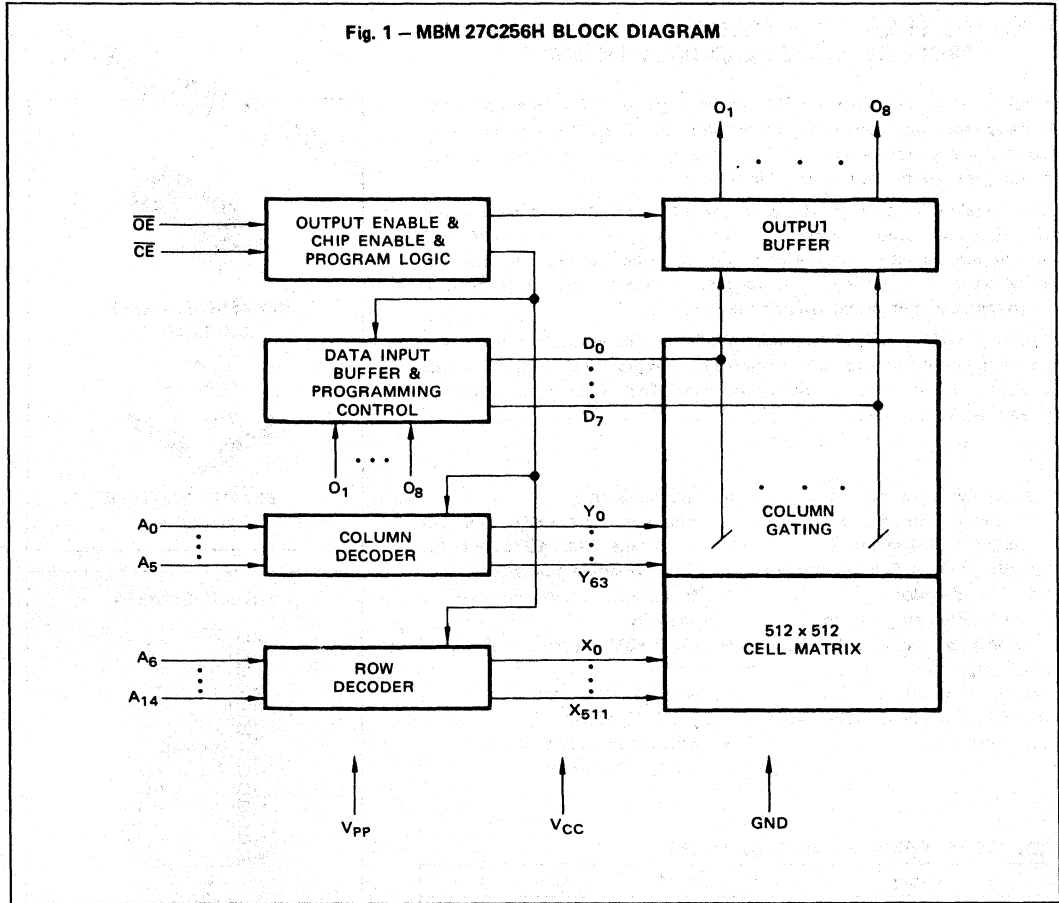 Fig. 1 — MBM 27C256H BLOCK DIAGRAM
O1
O8
OE
CE
OUTPUT ENABLE &
CHIP ENABLE &
PROGRAM LOGIC
OUTPUT
BUFFER
DATA INPUT
BUFFER &
PROGRAMMING
CONTROL
D0
D7
O1
O8
A0
A5
COLUMN
DECODER
Y0
Y63
COLUMN
GATING
A6
A14
ROW
DECODER
X0
X511
512 x 512
CELL MATRIX
VPP
VCC
GND